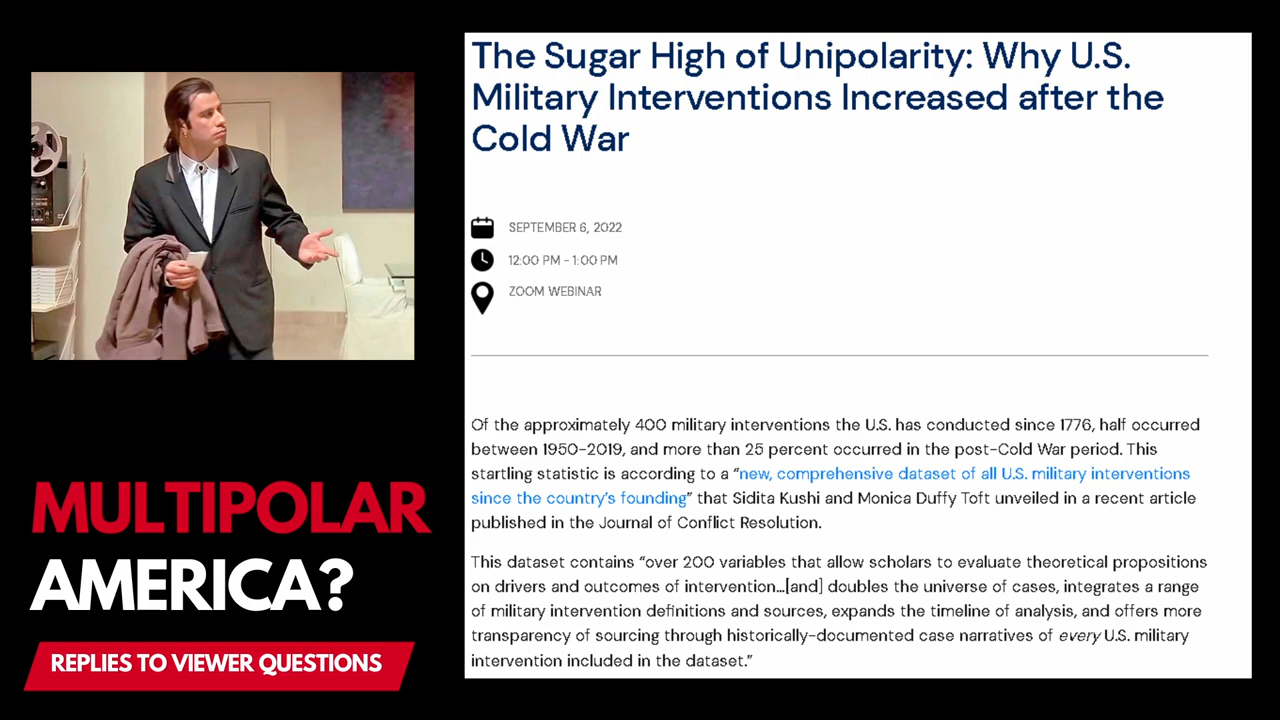 The Sugar High of Unipolarity: Why U.S.
Military Interventions Increased after the
Cold War
SEPTEMBER 6, 2022
12:00 PM - 1:00 PM
ZOOM WEBINAR
Of the approximately 400 military interventions the U.S. has conducted since 1776, half occurred
between 1950-2019, and more than 25 percent occurred in the post-Cold War period. This
startling statistic is according to a “new, comprehensive dataset of all U.S. military interventions
since the country’s founding” that Sidita Kushi and Monica Duffy Toft unveiled in a recent article
published in the Journal of Conflict Resolution.
This dataset contains “over 200 variables that allow scholars to evaluate theoretical propositions
on drivers and outcomes of intervention...[and] doubles the universe of cases, integrates a range
of military intervention definitions and sources, expands the timeline of analysis, and offers more
transparency of sourcing through historically-documented case narratives of every U.S. military
intervention included in the dataset.”
MULTIPOLAR
AMERICA?
REPLIES TO VIEWER QUESTIONS